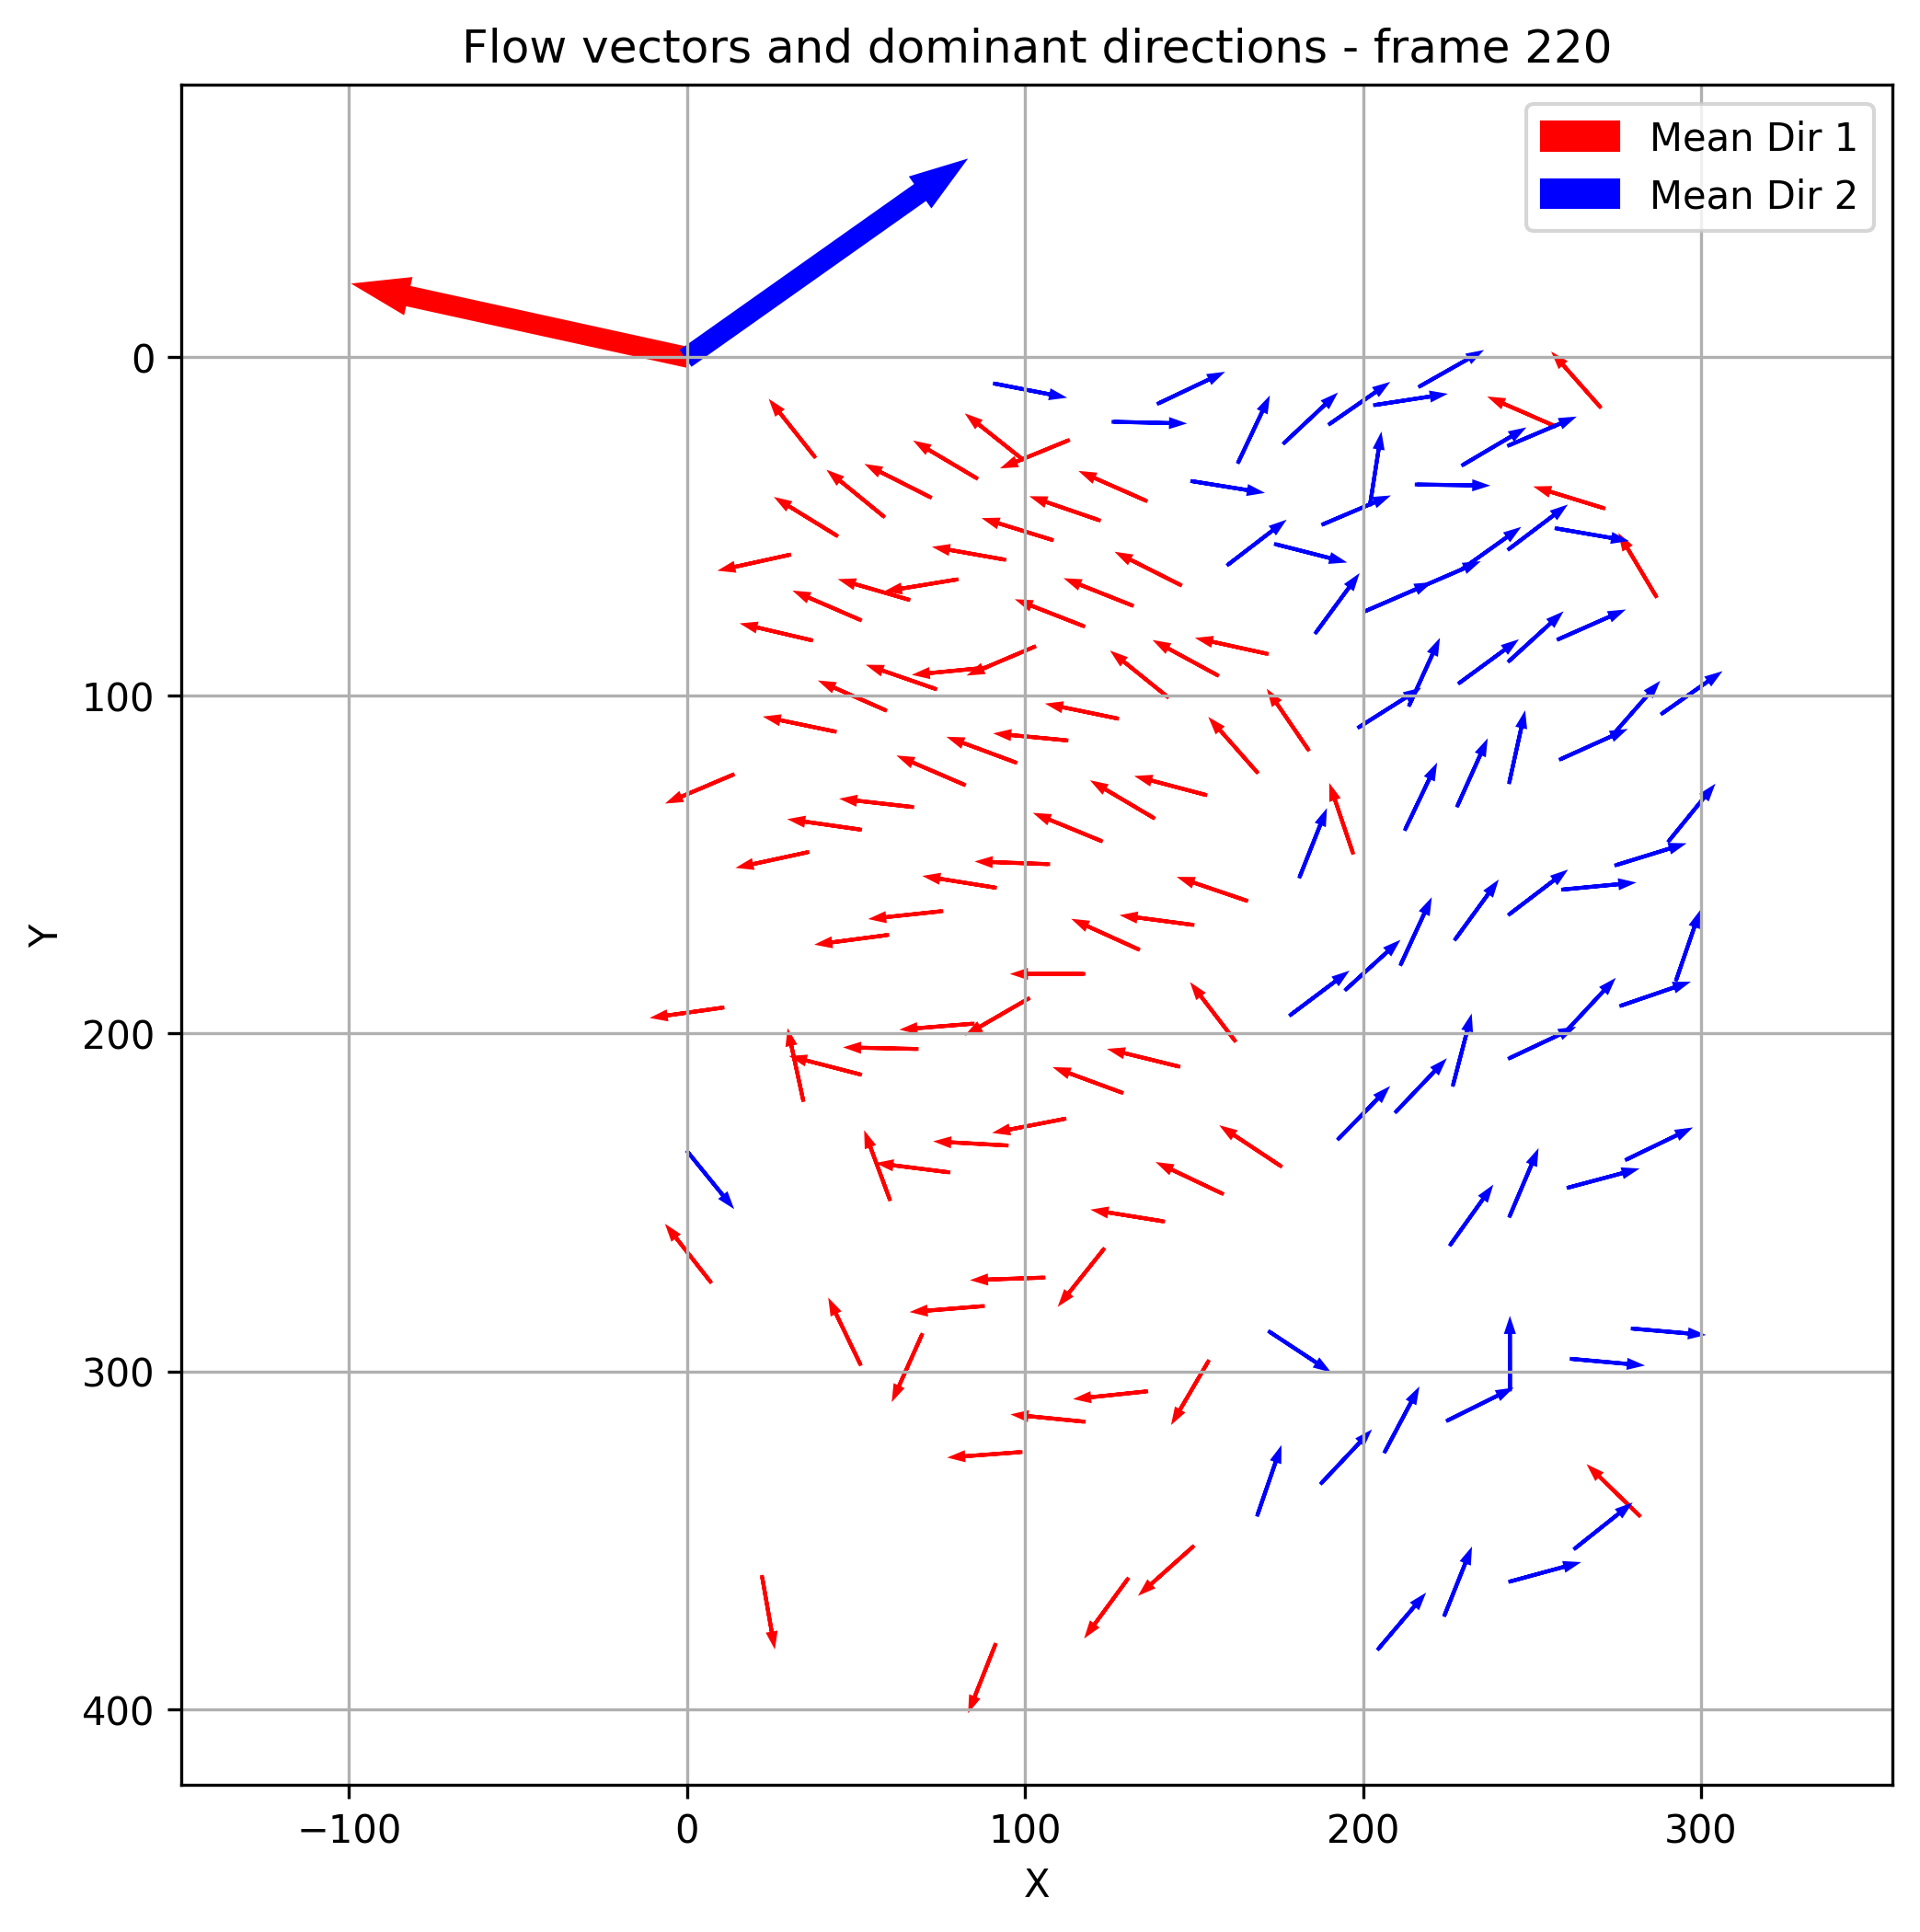 Flow vectors and dominant directions - frame 220
Mean Dir 1
Mean Dir 2
Y
0
100
200
300
400
−100
0
100
200
300
X